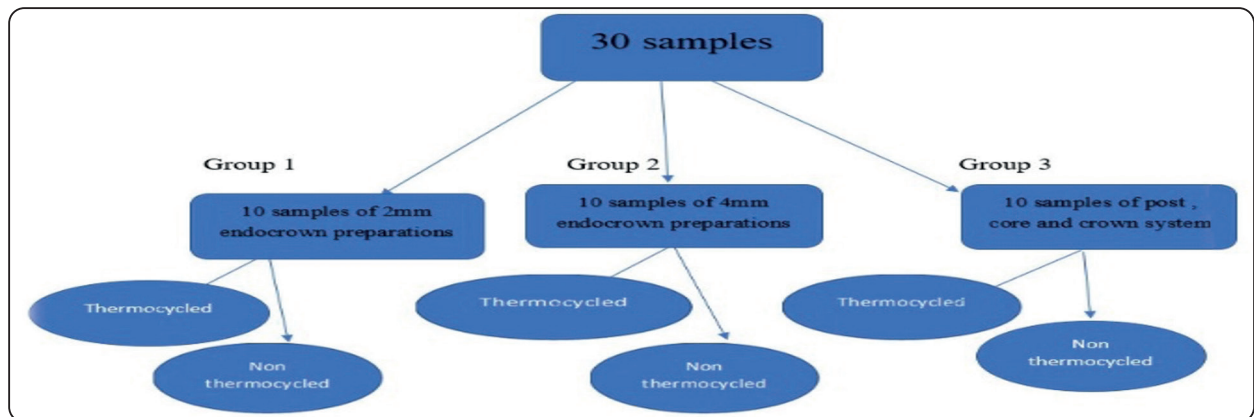 30 samples
Group 1
Group 2
Group 3
10 samples of 2mm
endocrown preparations
10 samples of 4mm
endocrown preparations
10 samples of post ,
core and crown system
Thermocycled
Non
thermocycled
Thermocycled
Non
thermocycled
Thermocycled
Non
thermocycled